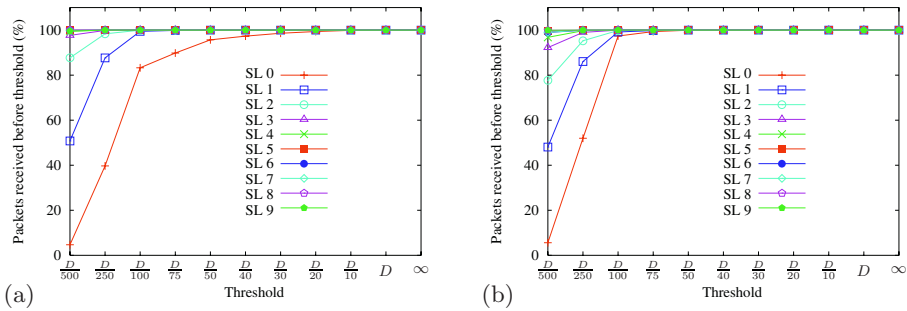 Packets received before threshold (%)
100
80
60
40
20
0
SL 0
SL 1
SL 2
SL 3
SL 4
SL 5
SL 6
SL 7
SL 8
SL 9
D/500 D/250 D/100 D/75 D/50 D/40 D/30 D/20 D/10 D ∞
Threshold
(a)
Packets received before threshold (%)
100
80
60
40
20
0
SL 0
SL 1
SL 2
SL 3
SL 4
SL 5
SL 6
SL 7
SL 8
SL 9
D/500 D/250 D/100 D/75 D/50 D/40 D/30 D/20 D/10 D ∞
Threshold
(b)